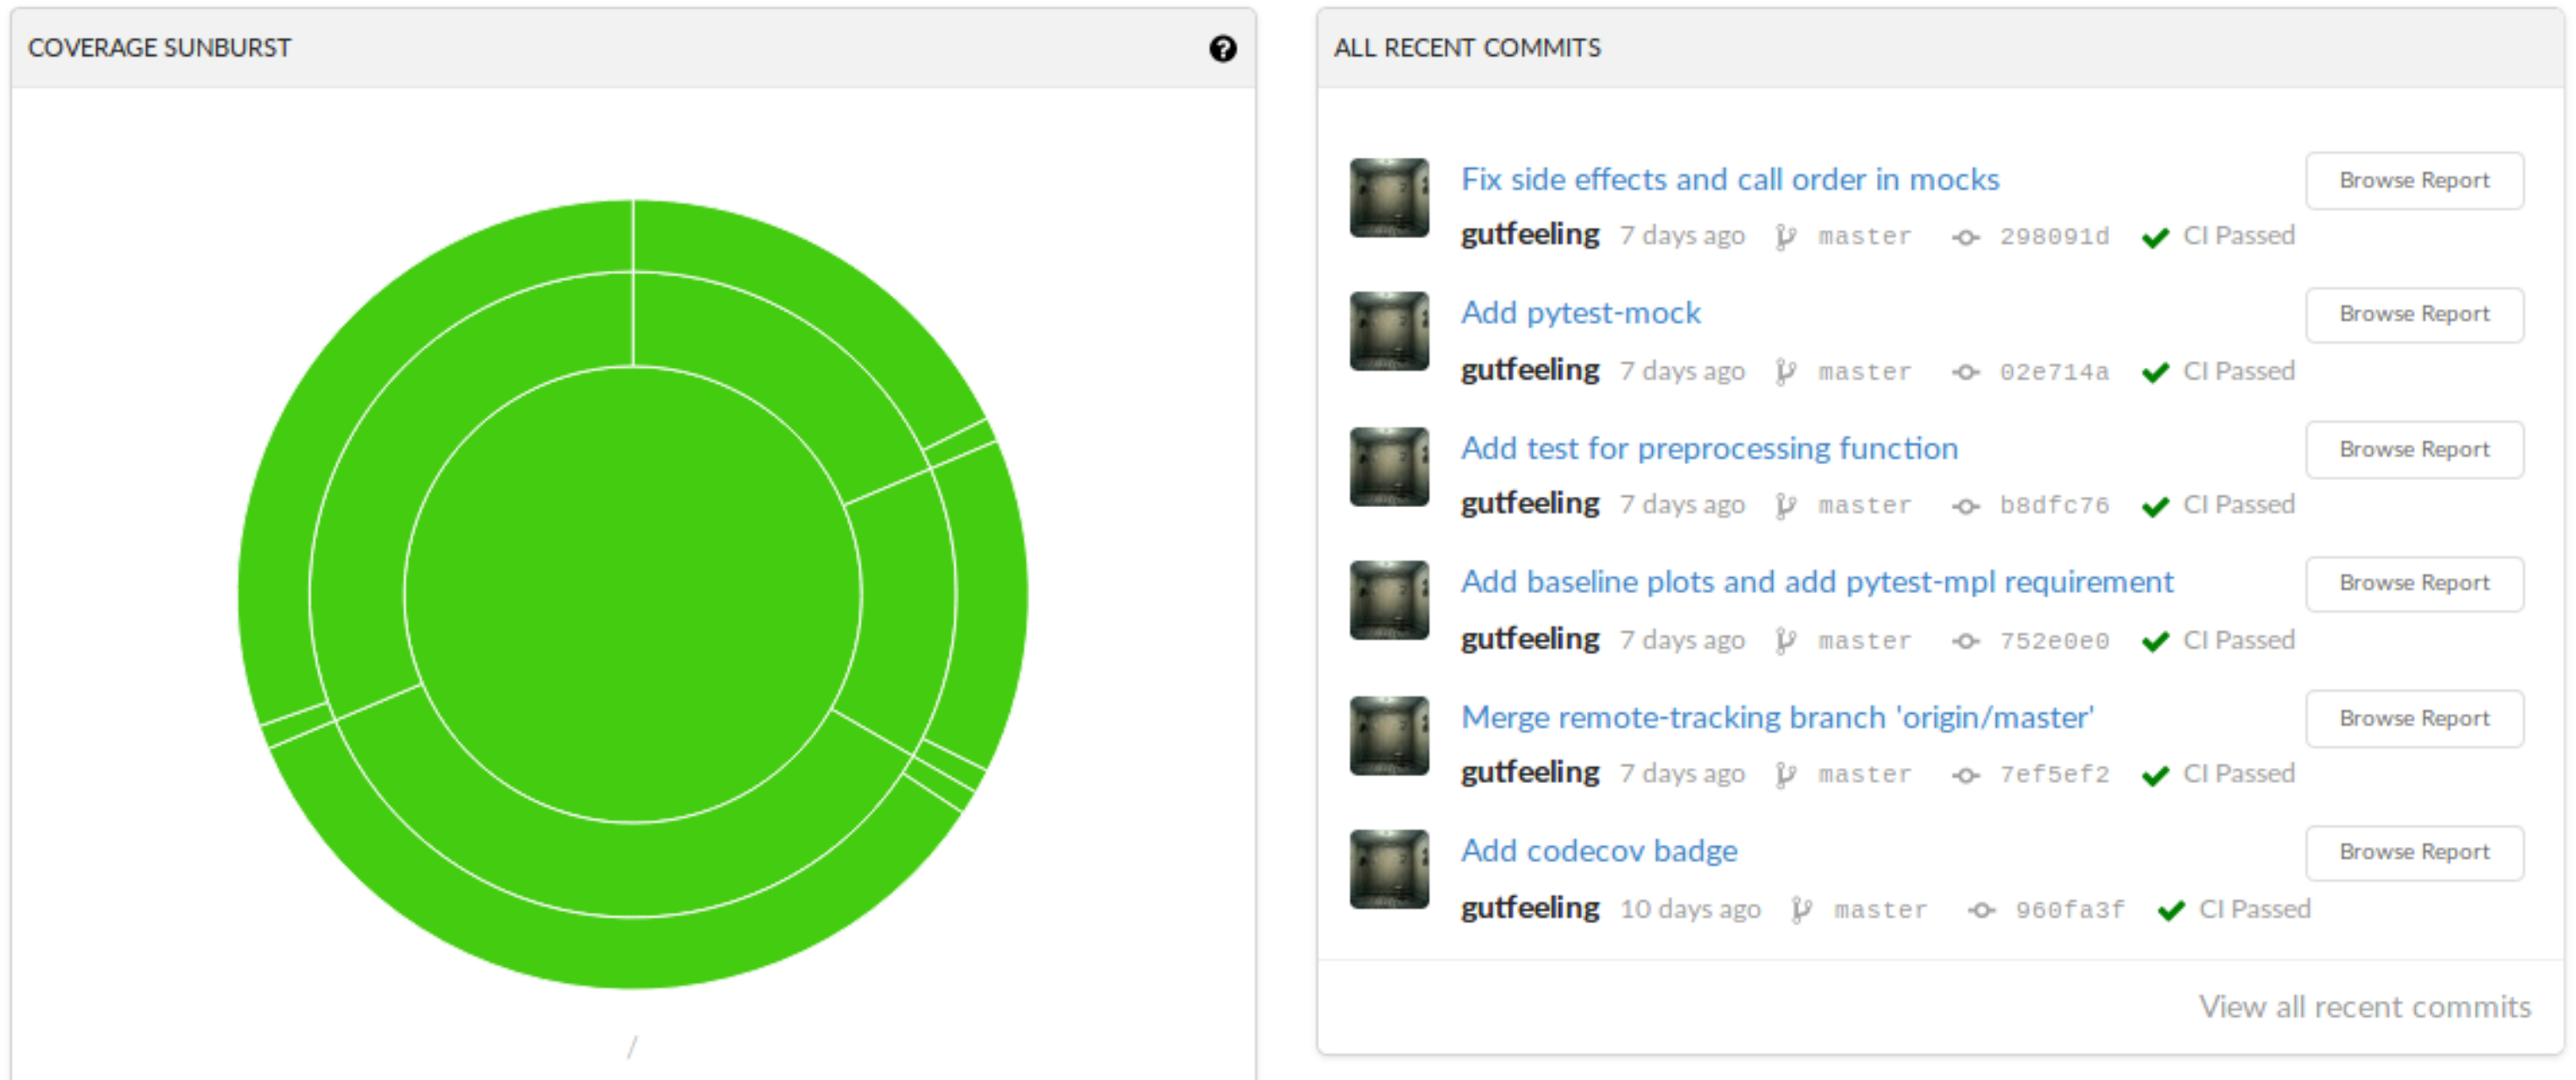 COVERAGE SUNBURST
/
ALL RECENT COMMITS
Fix side effects and call order in mocks
Browse Report
gutfeeling 7 days ago master 298091d CI Passed
Add pytest-mock
Browse Report
gutfeeling 7 days ago master 02e714a CI Passed
Add test for preprocessing function
Browse Report
gutfeeling 7 days ago master b8dfc76 CI Passed
Add baseline plots and add pytest-mpl requirement
Browse Report
gutfeeling 7 days ago master 752e0e0 CI Passed
Merge remote-tracking branch 'origin/master'
Browse Report
gutfeeling 7 days ago master 7ef5ef2 CI Passed
Add codecov badge
Browse Report
gutfeeling 10 days ago master 960fa3f CI Passed
View all recent commits